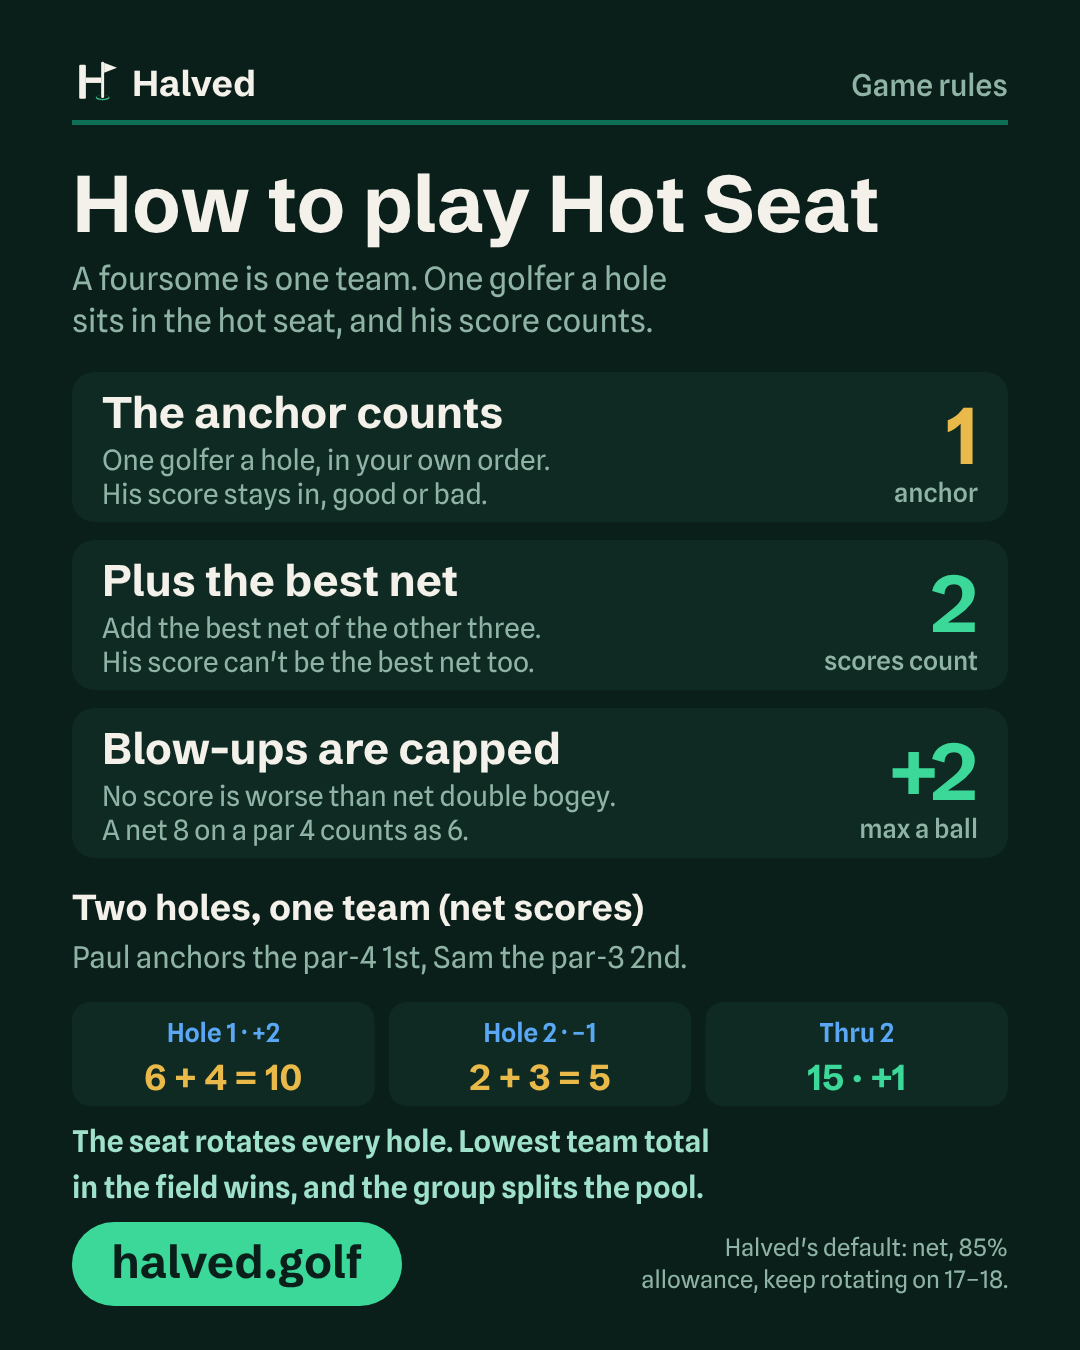 Halved
Game rules
How to play Hot Seat
A foursome is one team. One golfer a hole
sits in the hot seat, and his score counts.
The anchor counts
One golfer a hole, in your own order.
His score stays in, good or bad.
1
anchor
Plus the best net
Add the best net of the other three.
His score can't be the best net too.
2
scores count
Blow-ups are capped
No score is worse than net double bogey.
A net 8 on a par 4 counts as 6.
+2
max a ball
Two holes, one team (net scores)
Paul anchors the par-4 1st, Sam the par-3 2nd.
Hole 1 · +2
6 + 4 = 10
Hole 2 · −1
2 + 3 = 5
Thru 2
15 · +1
The seat rotates every hole. Lowest team total
in the field wins, and the group splits the pool.
halved.golf
Halved's default: net, 85%
allowance, keep rotating on 17–18.